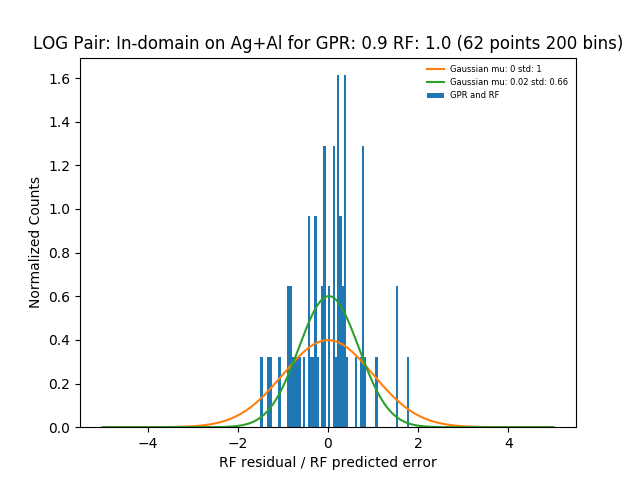 LOG Pair: In-domain on Ag+Al for GPR: 0.9 RF: 1.0 (62 points 200 bins)
Gaussian mu: 0 std: 1
Gaussian mu: 0.02 std: 0.66
GPR and RF
Normalized Counts
1.6
1.4
1.2
1.0
0.8
0.6
0.4
0.2
0.0
−4 −2 0 2 4
RF residual / RF predicted error